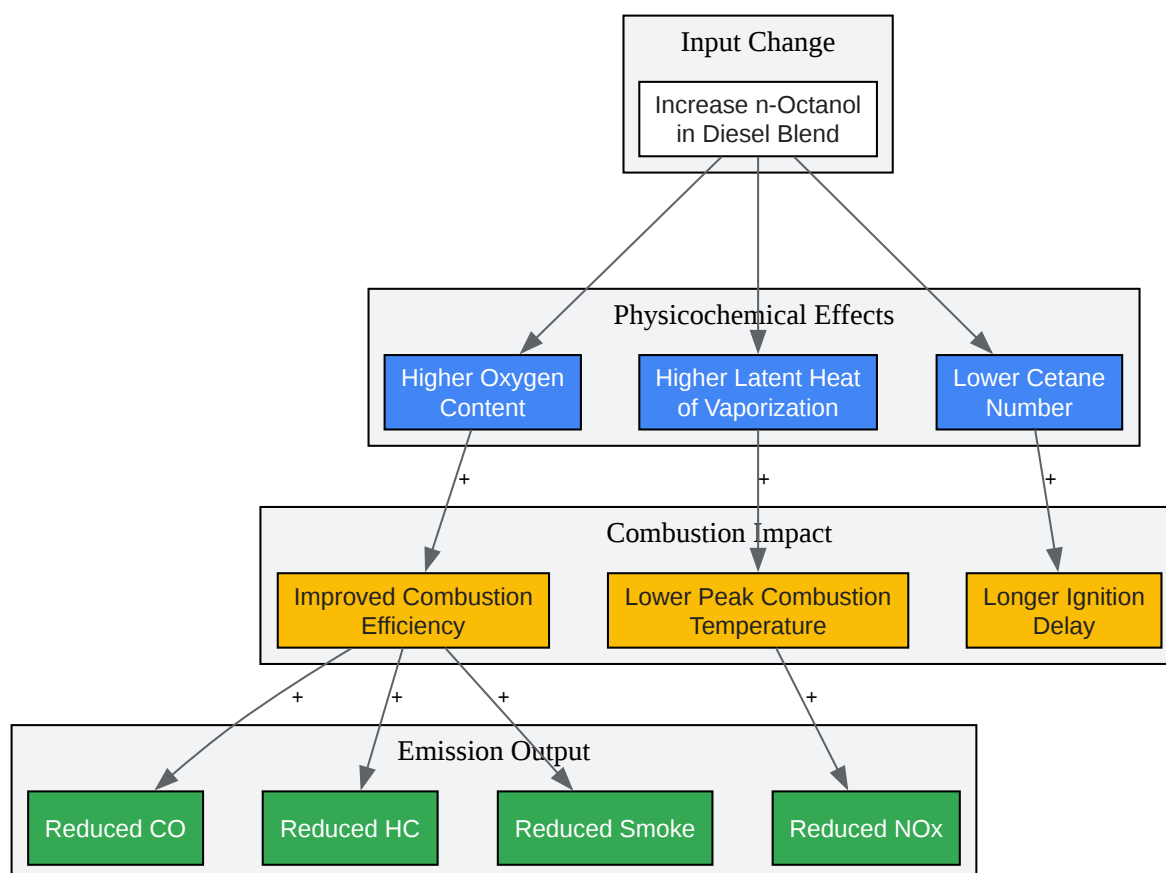 Input Change
Increase n-Octanol
in Diesel Blend
Physicochemical Effects
Higher Oxygen
Content
Higher Latent Heat
of Vaporization
Lower Cetane
Number
+
+
+
Combustion Impact
Improved Combustion
Efficiency
Lower Peak Combustion
Temperature
Longer Ignition
Delay
+
+
+
+
Emission Output
Reduced CO
Reduced HC
Reduced Smoke
Reduced NOx